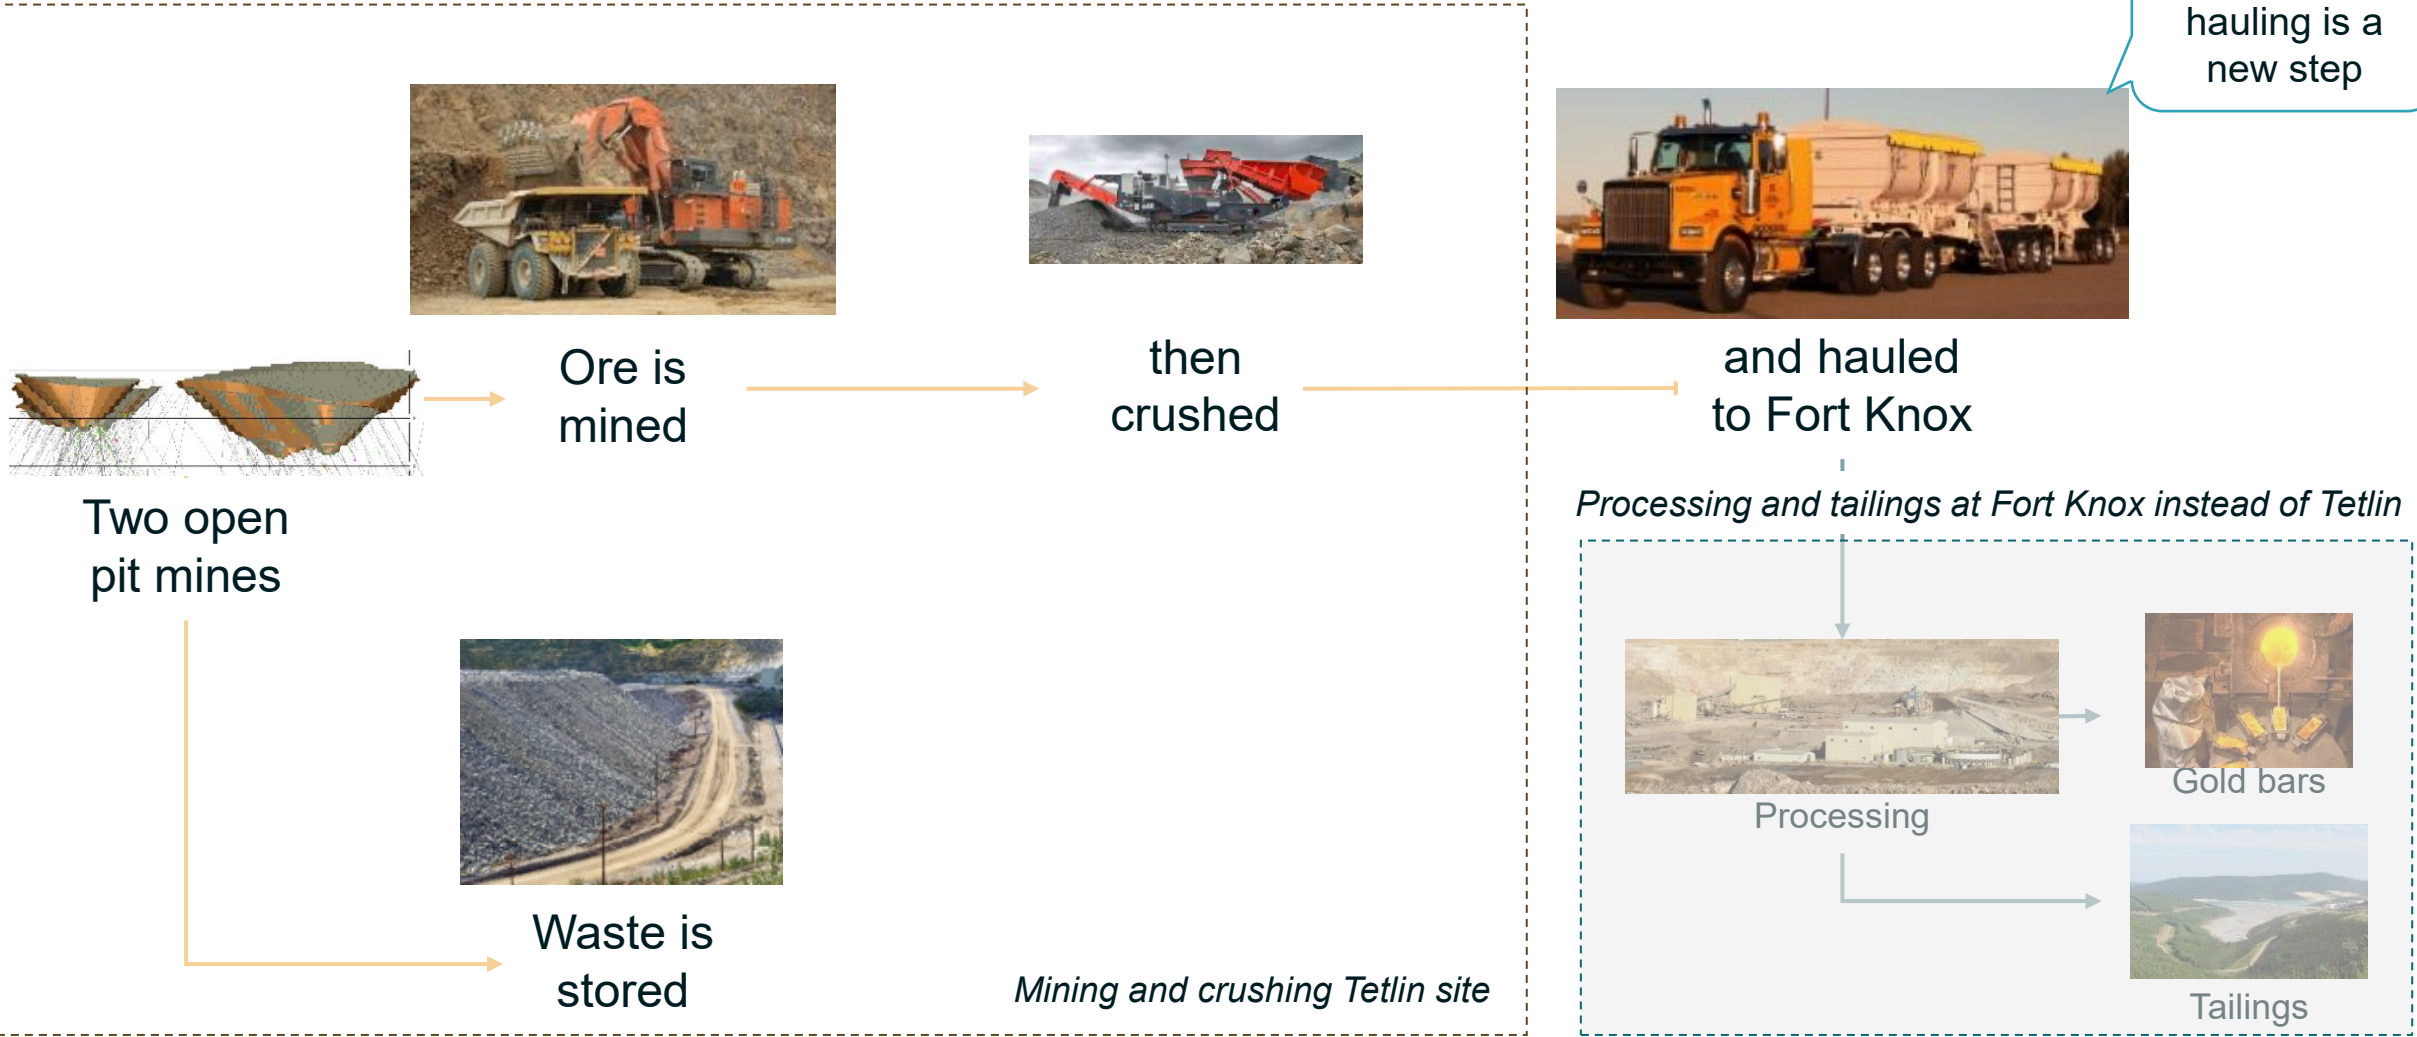 hauling is a
new step
Ore is
mined
then
crushed
and hauled
to Fort Knox
Two open
pit mines
Processing and tailings at Fort Knox instead of Tetlin
Gold bars
Processing
Waste is
stored
Mining and crushing Tetlin site
Tailings